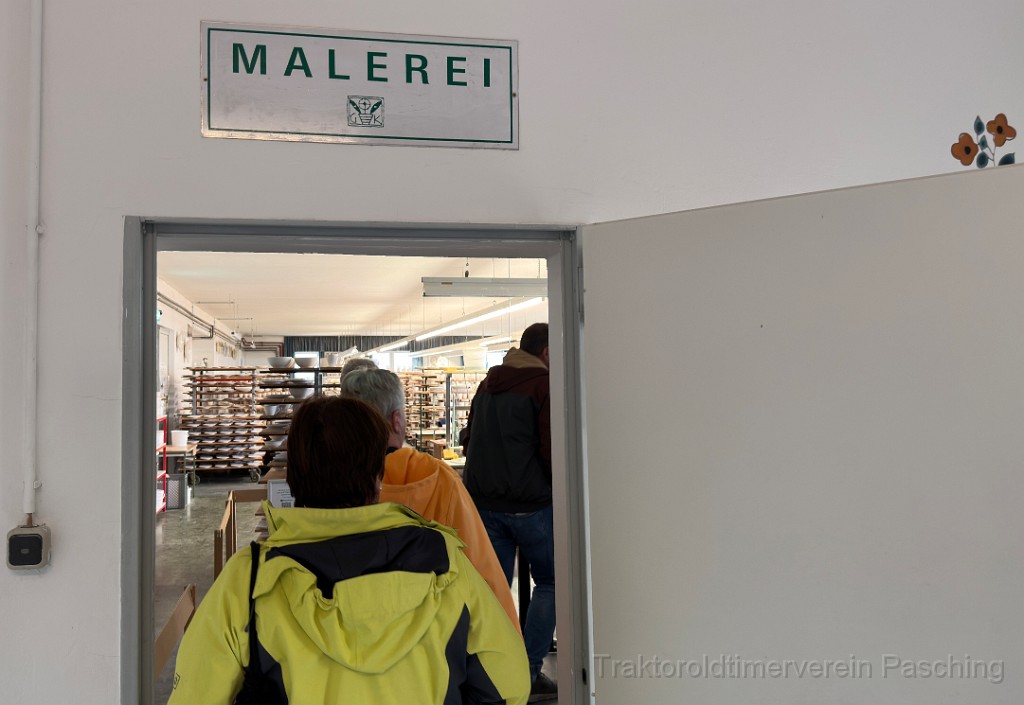 MALEREI
K
Traktoroldtimerverein Pasching